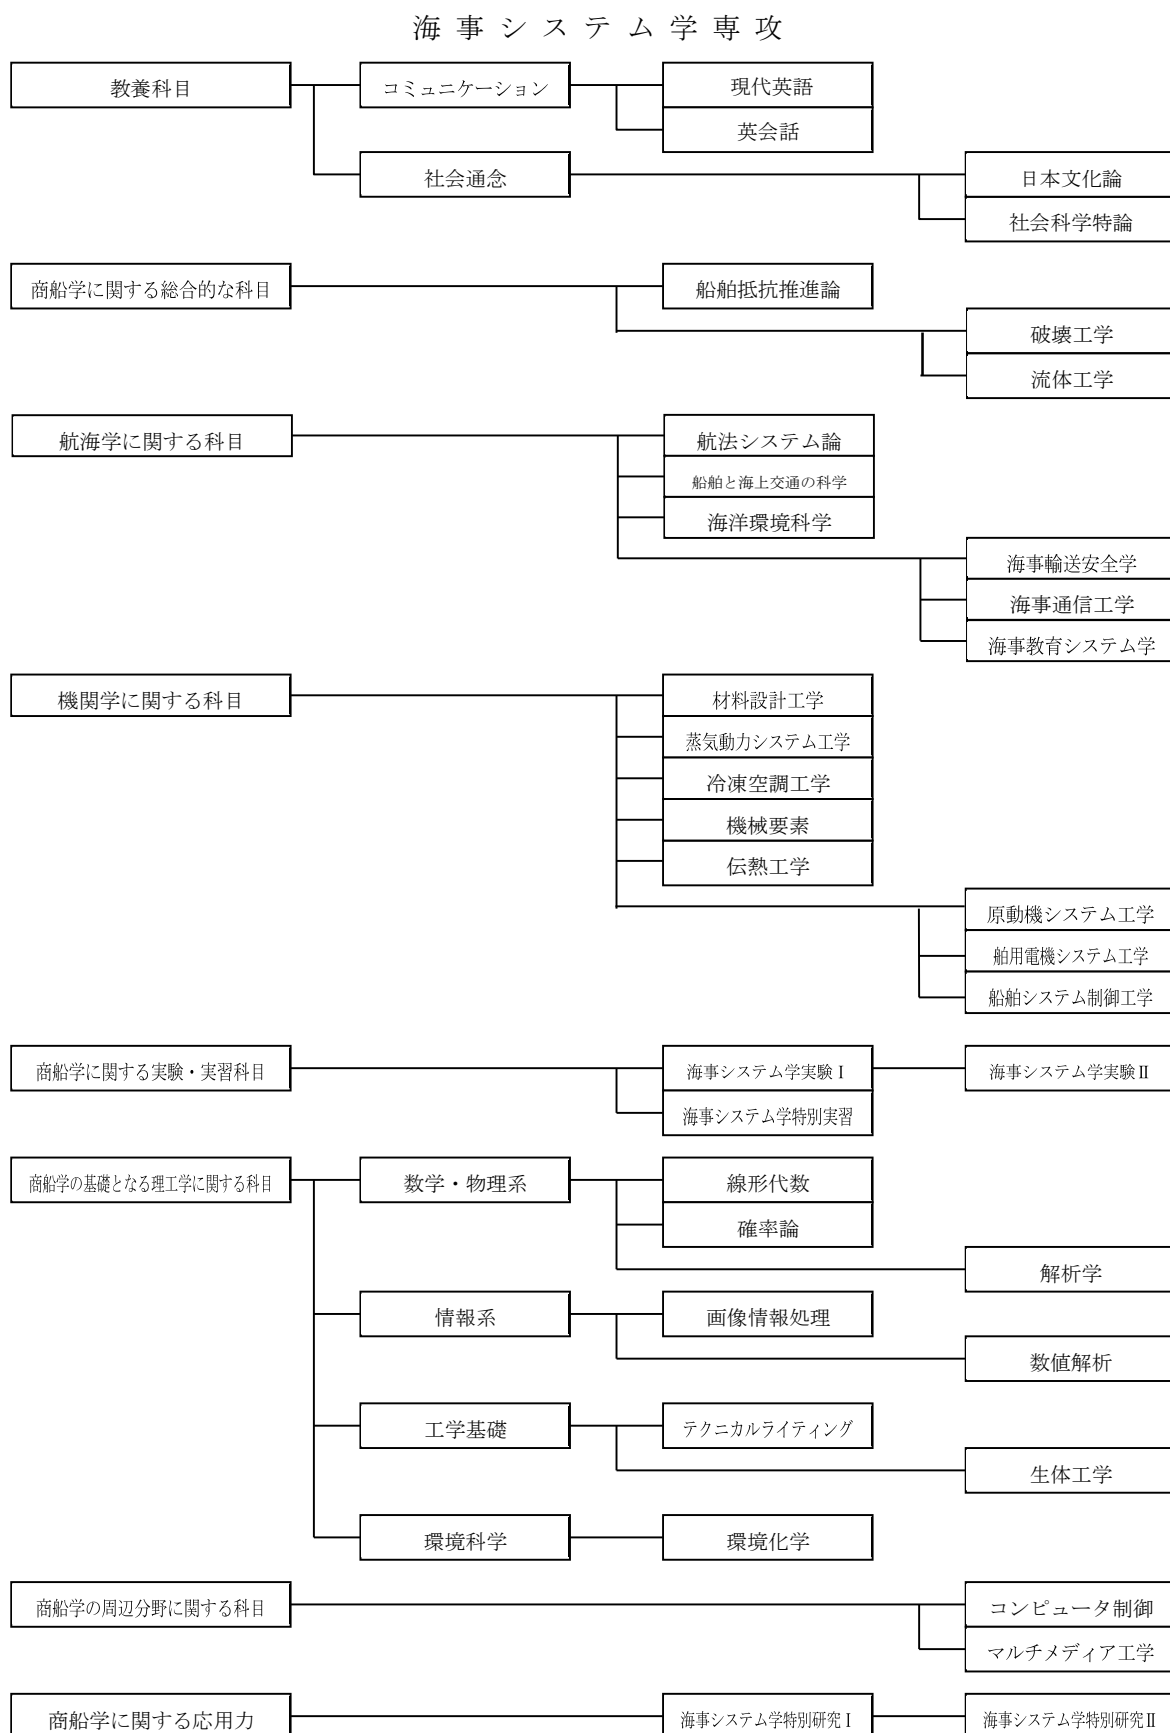 海事システム学専攻
教養科目
コミュニケーション
現代英語
英会話
社会通念
日本文化論
社会科学特論
商船学に関する総合的な科目
船舶抵抗推進論
破壊工学
流体工学
航海学に関する科目
航法システム論
船舶と海上交通の科学
海洋環境科学
海事輸送安全学
海事通信工学
海事教育システム学
機関学に関する科目
材料設計工学
蒸気動力システム工学
冷凍空調工学
機械要素
伝熱工学
原動機システム工学
舶用電機システム工学
船舶システム制御工学
商船学に関する実験・実習科目
海事システム学実験Ⅰ
海事システム学実験Ⅱ
海事システム学特別実習
商船学の基礎となる理工学に関する科目
数学・物理系
線形代数
確率論
解析学
情報系
画像情報処理
数値解析
工学基礎
テクニカルライティング
生体工学
環境科学
環境化学
商船学の周辺分野に関する科目
コンピュータ制御
マルチメディア工学
商船学に関する応用力
海事システム学特別研究Ⅰ
海事システム学特別研究Ⅱ